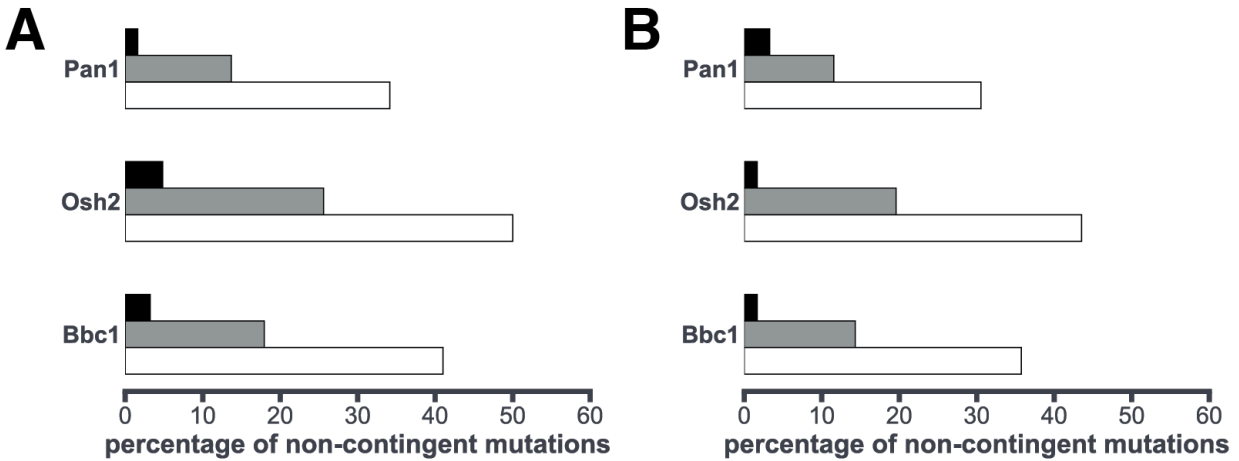 A
Pan1
Osh2
Bbc1
0 10 20 30 40 50 60
percentage of non-contingent mutations
B
Pan1
Osh2
Bbc1
0 10 20 30 40 50 60
percentage of non-contingent mutations